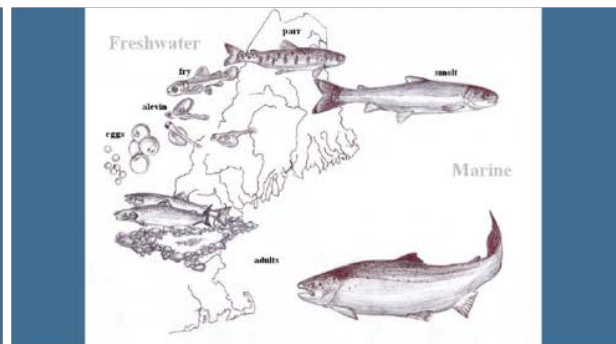 parr
Freshwater
fry
smolt
alevin
eggs
Marine
adults